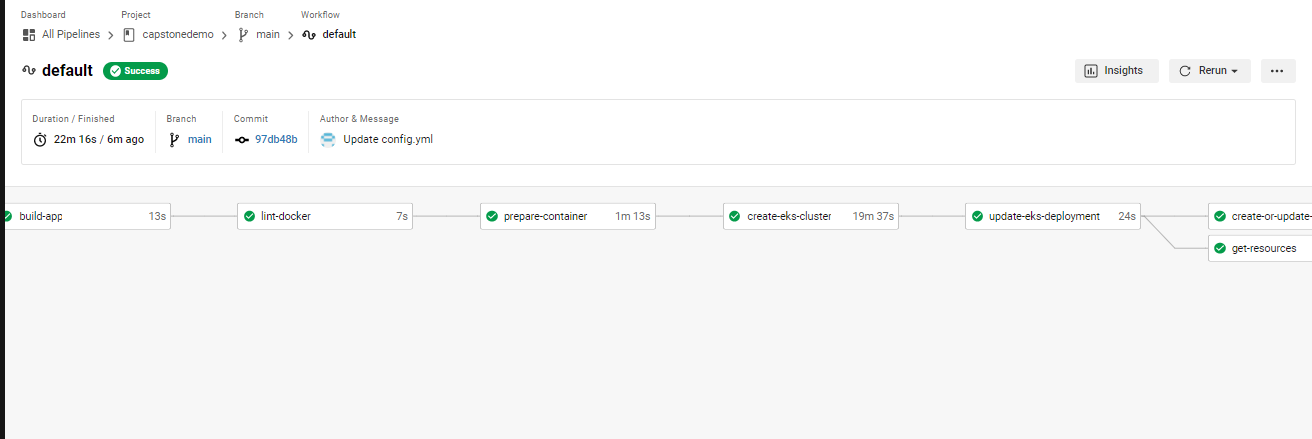 Dashboard Project Branch Workflow
All Pipelines capstonedemo main default
default Success Insights Rerun
Duration / Finished Branch Commit Author & Message
22m 16s / 6m ago main 97db48b Update config.yml
build-app 13s lint-docker 7s prepare-container 1m 13s create-eks-cluster 19m 37s update-eks-deployment 24s create-or-update-
get-resources